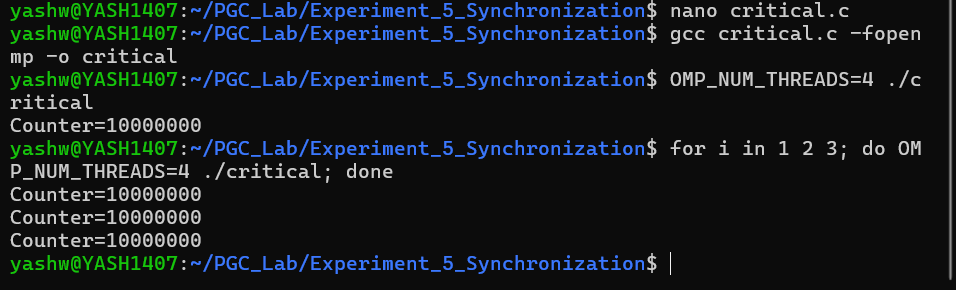 yashw@YASH1407:~/PGC_Lab/Experiment_5_Synchronization$ nano critical.c
yashw@YASH1407:~/PGC_Lab/Experiment_5_Synchronization$ gcc critical.c -fopen
mp -o critical
yashw@YASH1407:~/PGC_Lab/Experiment_5_Synchronization$ OMP_NUM_THREADS=4 ./c
ritical
Counter=10000000
yashw@YASH1407:~/PGC_Lab/Experiment_5_Synchronization$ for i in 1 2 3; do OM
P_NUM_THREADS=4 ./critical; done
Counter=10000000
Counter=10000000
Counter=10000000
yashw@YASH1407:~/PGC_Lab/Experiment_5_Synchronization$